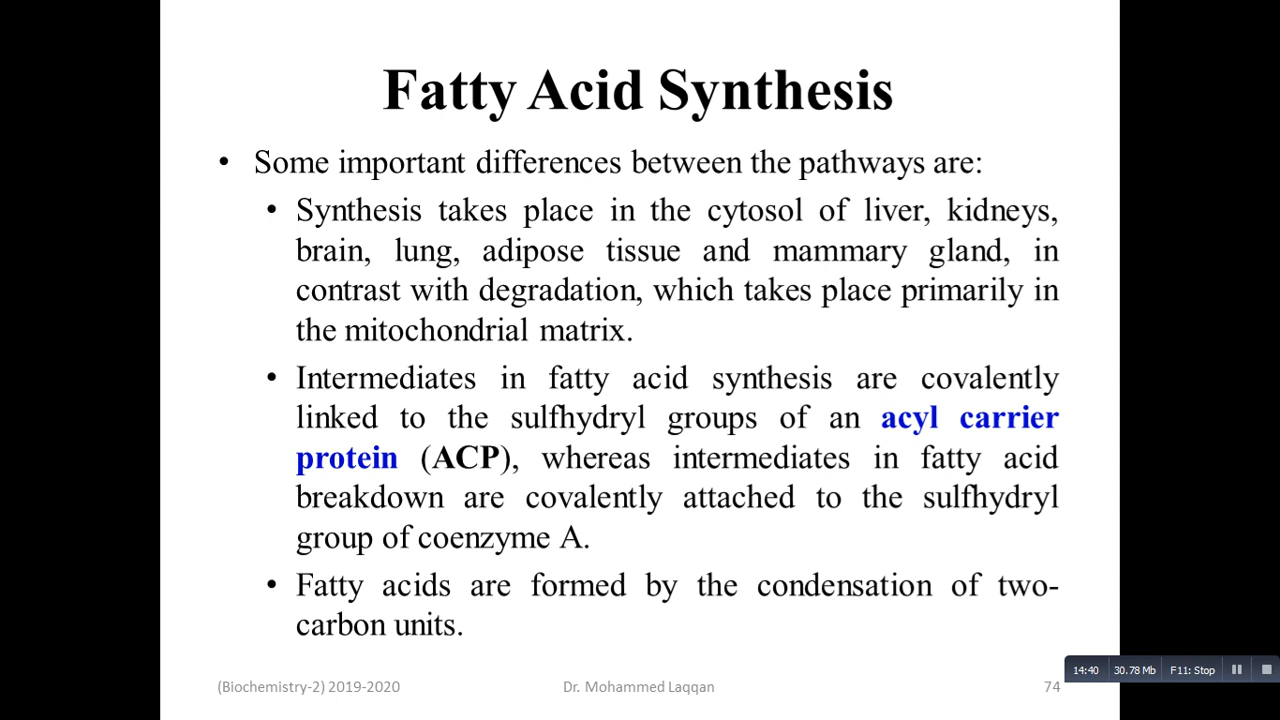 Fatty Acid Synthesis
• Some important differences between the pathways are:
• Synthesis takes place in the cytosol of liver, kidneys,
brain, lung, adipose tissue and mammary gland, in
contrast with degradation, which takes place primarily in
the mitochondrial matrix.
• Intermediates in fatty acid synthesis are covalently
linked to the sulfhydryl groups of an acyl carrier
protein (ACP), whereas intermediates in fatty acid
breakdown are covalently attached to the sulfhydryl
group of coenzyme A.
• Fatty acids are formed by the condensation of two-
carbon units.
14:40 30.78 Mb F11: Stop
(Biochemistry-2) 2019-2020 Dr. Mohammed Laqqan 74